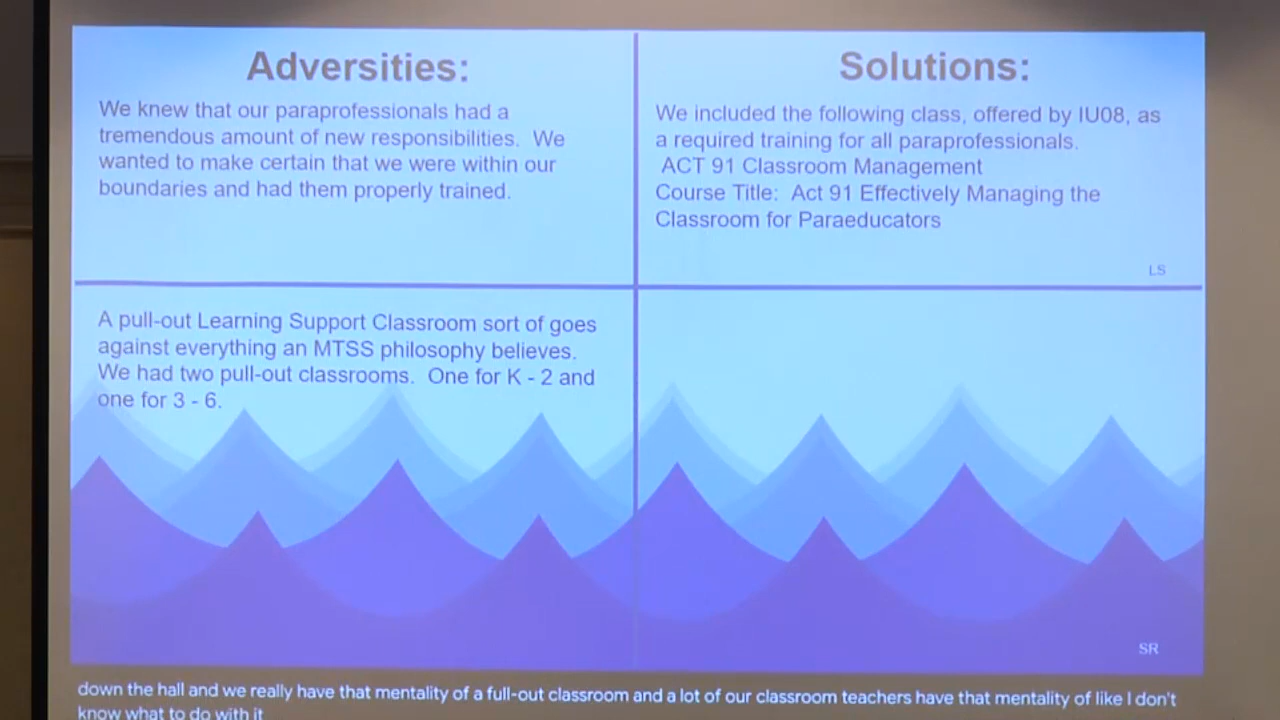 Adversities:
We knew that our paraprofessionals had a
tremendous amount of new responsibilities.  We
wanted to make certain that we were within our
boundaries and had them properly trained.
Solutions:
We included the following class, offered by IU08, as
a required training for all paraprofessionals.
ACT 91 Classroom Management
Course Title:  Act 91 Effectively Managing the
Classroom for Paraeducators
LS
A pull-out Learning Support Classroom sort of goes
against everything an MTSS philosophy believes.
We had two pull-out classrooms.  One for K - 2 and
one for 3 - 6.
SR
down the hall and we really have that mentality of a full-out classroom and a lot of our classroom teachers have that mentality of like I don't
know what to do with it